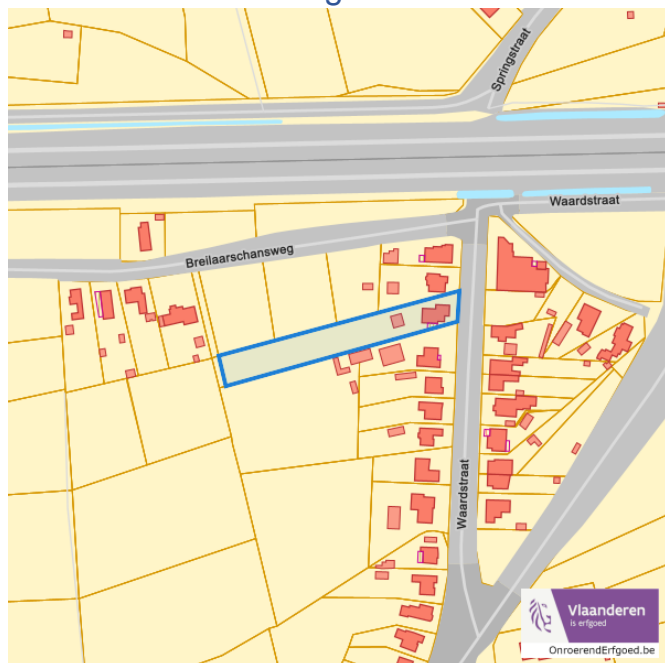 Springstraat
Waardstraat
Breilaarschansweg
Waardstraat
Vlaanderen
is erfgoed
OnroerendErfgoed.be